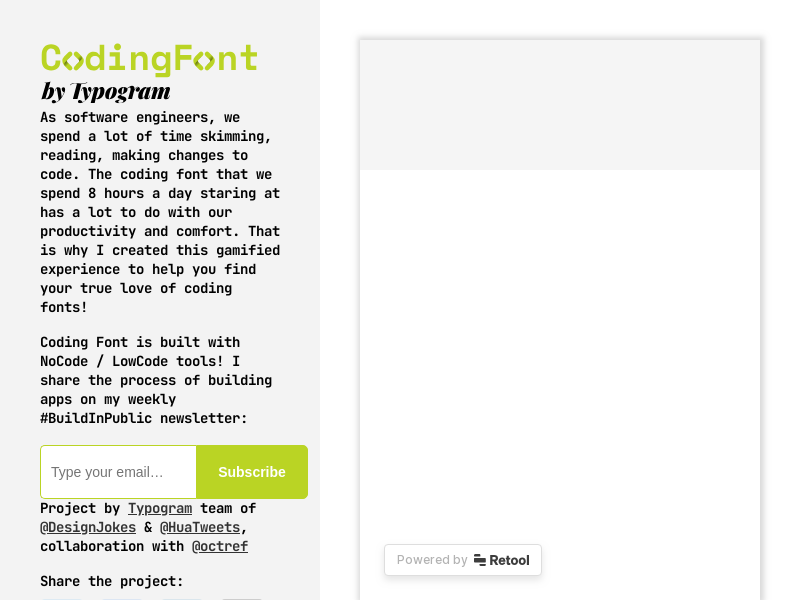 CodingFont
by Typogram
As software engineers, we
spend a lot of time skimming,
reading, making changes to
code. The coding font that we
spend 8 hours a day staring at
has a lot to do with our
productivity and comfort. That
is why I created this gamified
experience to help you find
your true love of coding
fonts!
Coding Font is built with
NoCode / LowCode tools! I
share the process of building
apps on my weekly
#BuildInPublic newsletter:
Type your email…
Subscribe
Project by Typogram team of
@DesignJokes & @HuaTweets,
collaboration with @octref
Share the project:
Powered by Retool